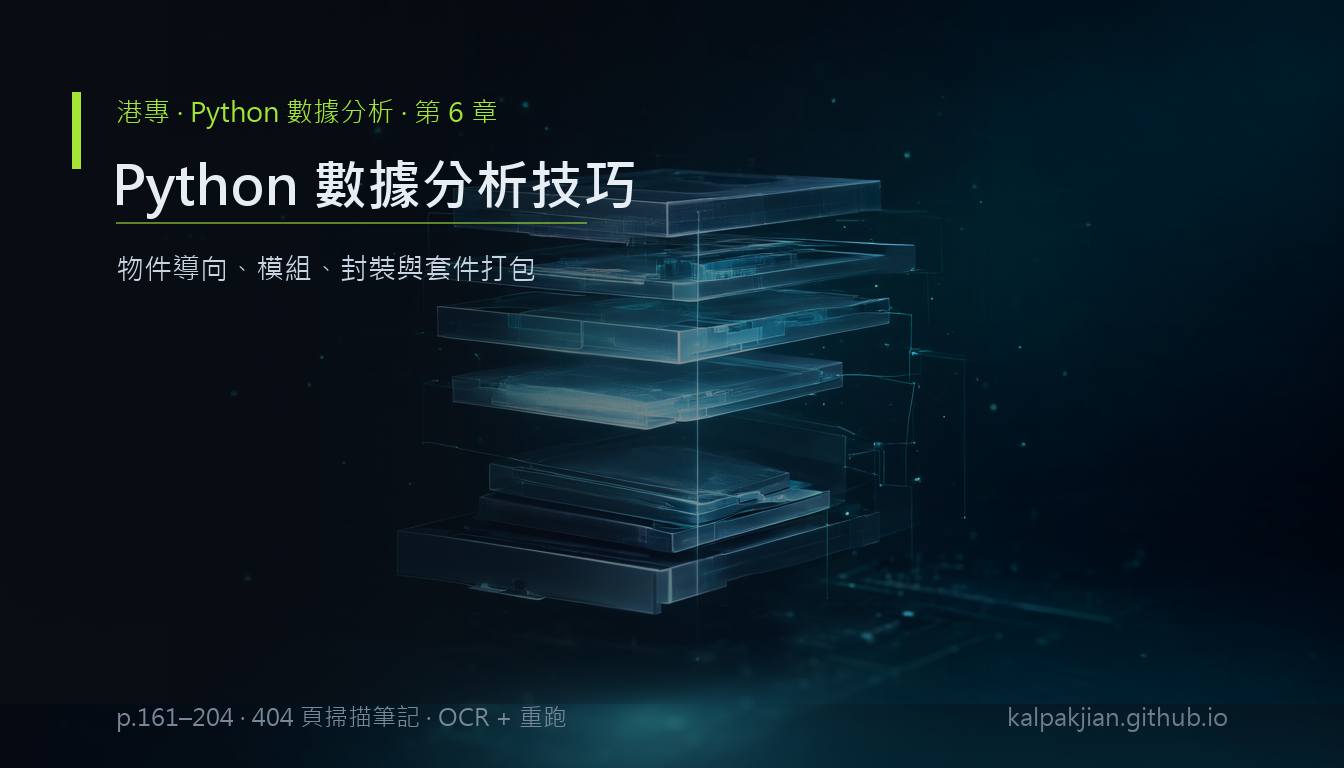 港專 · Python 數據分析 · 第 6 章
Python 數據分析技巧
物件導向、模組、封裝與套件打包
p.161–204 · 404 頁掃描筆記 · OCR + 重跑
kalpakjian.github.io